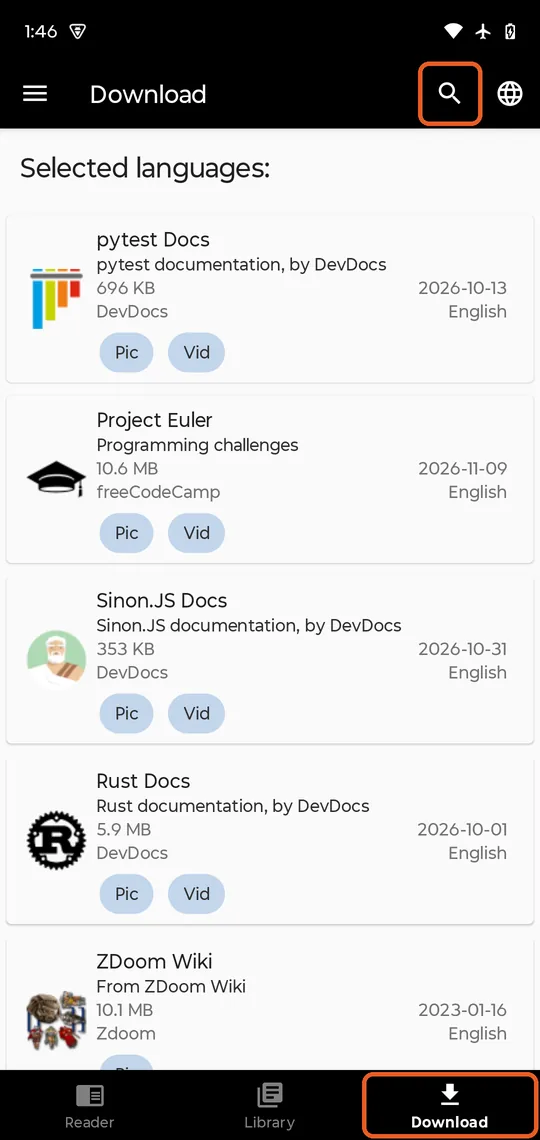 1:46
Download
Selected languages:
pytest Docs
pytest documentation, by DevDocs
696 KB
2026-10-13
DevDocs
English
Pic
Vid
Project Euler
Programming challenges
10.6 MB
2026-11-09
freeCodeCamp
English
Pic
Vid
Sinon.JS Docs
Sinon.JS documentation, by DevDocs
353 KB
2026-10-31
DevDocs
English
Pic
Vid
Rust Docs
Rust documentation, by DevDocs
5.9 MB
2026-10-01
DevDocs
English
Pic
Vid
ZDoom Wiki
From ZDoom Wiki
10.1 MB
2023-01-16
Zdoom
English
Pic
Reader
Library
Download